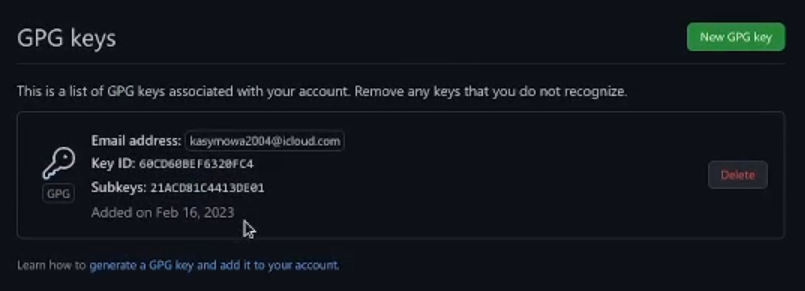 GPG keys
New GPG key
This is a list of GPG keys associated with your account. Remove any keys that you do not recognize.
Email address: kasymowa2004@icloud.com
Key ID: 60CD60BEF6320FC4
GPG
Subkeys: 21ACD81C4413DE01
Delete
Added on Feb 16, 2023
Learn how to generate a GPG key and add it to your account.